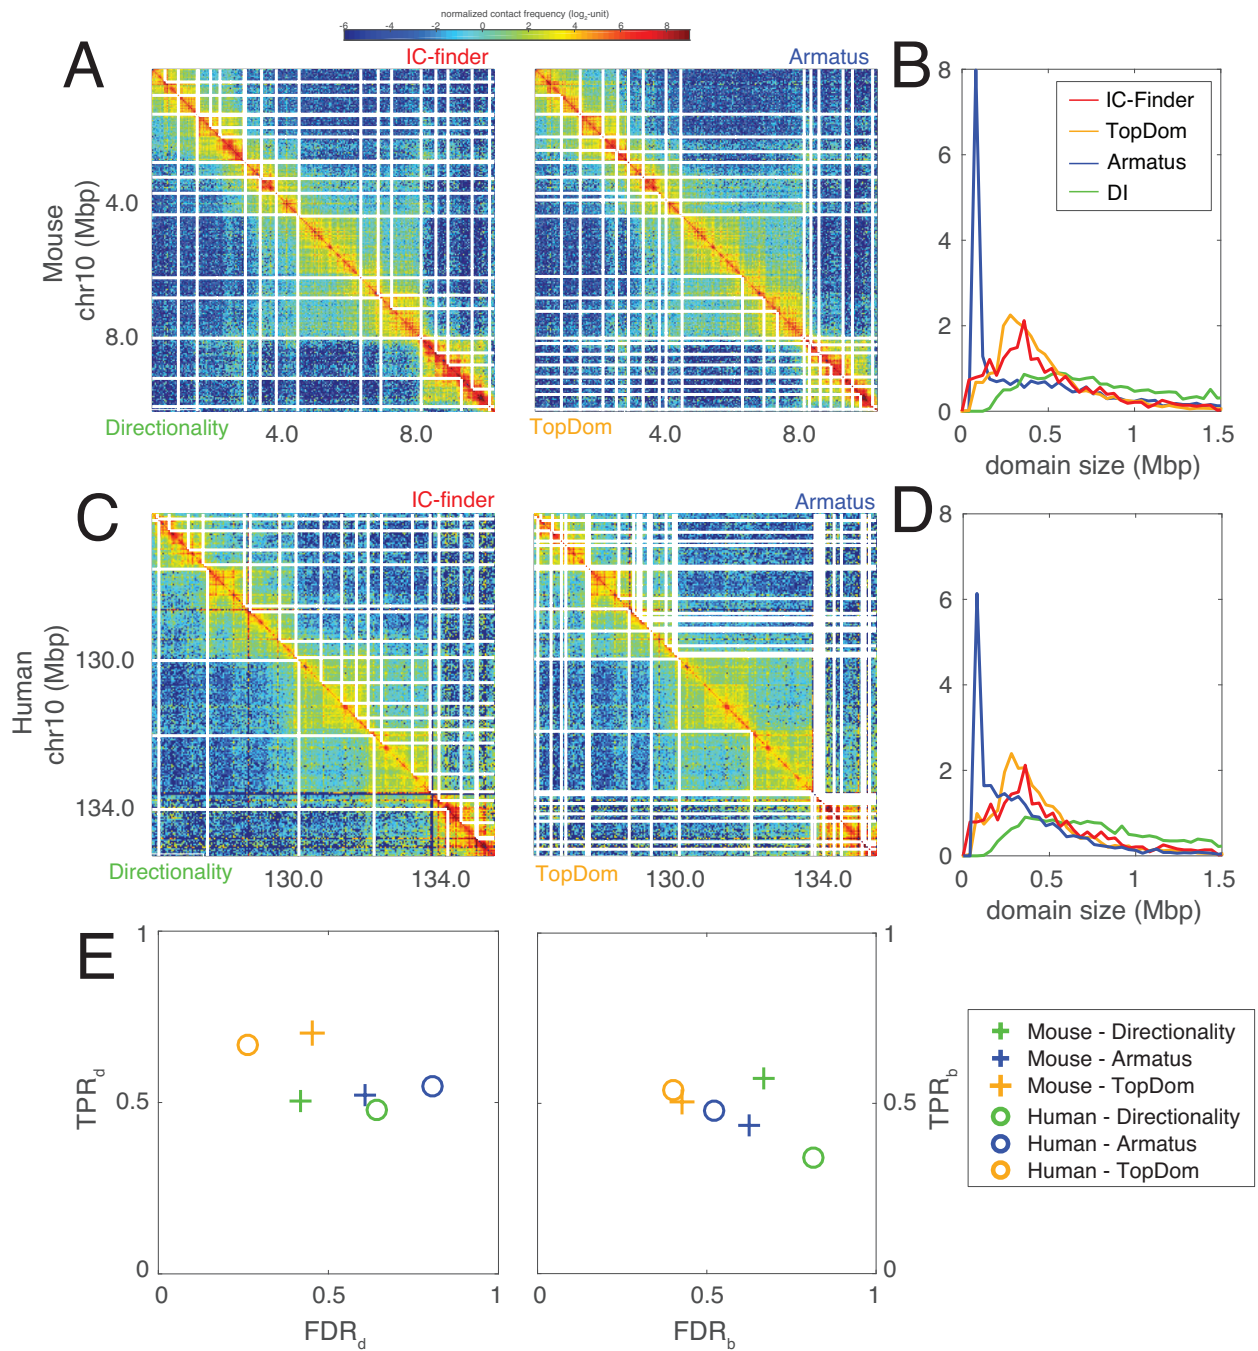 normalized contact frequency (log2-unit)
-6 -4 -2 0 2 4 6 8
A
IC-finder
Armatus
B
Mouse
chr10 (Mbp)
4.0
8.0
Directionality
4.0 8.0
TopDom
4.0 8.0
8
6
4
2
0
IC-Finder
TopDom
Armatus
DI
0 0.5 1 1.5
domain size (Mbp)
C
IC-finder
Armatus
D
Human
chr10 (Mbp)
130.0
134.0
Directionality
130.0 134.0
TopDom
130.0 134.0
8
6
4
2
0
0 0.5 1 1.5
domain size (Mbp)
E
1
0.5
0
TPRd
0 0.5 1
FDRd
1
0.5
0
TPRb
0 0.5 1
FDRb
Mouse - Directionality
Mouse - Armatus
Mouse - TopDom
Human - Directionality
Human - Armatus
Human - TopDom